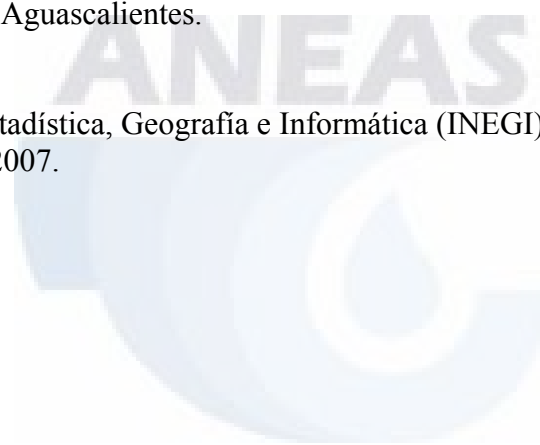 Aguascalientes.
ANEAS
tadística, Geografía e Informática (INEGI)
2007.